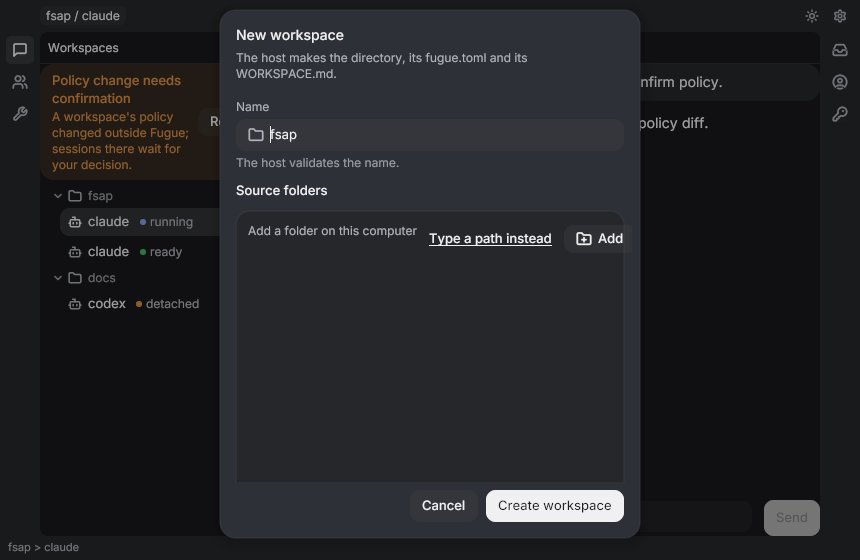 fsap / claude
Workspaces
Policy change needs
confirmation
A workspace's policy
changed outside Fugue;
sessions there wait for
your decision.
fsap
claude running
claude ready
docs
codex detached
New workspace
The host makes the directory, its fugue.toml and its
WORKSPACE.md.
Name
fsap
The host validates the name.
Source folders
Add a folder on this computer
Type a path instead
Add
Cancel
Create workspace
policy.
policy diff.
Send
fsap > claude